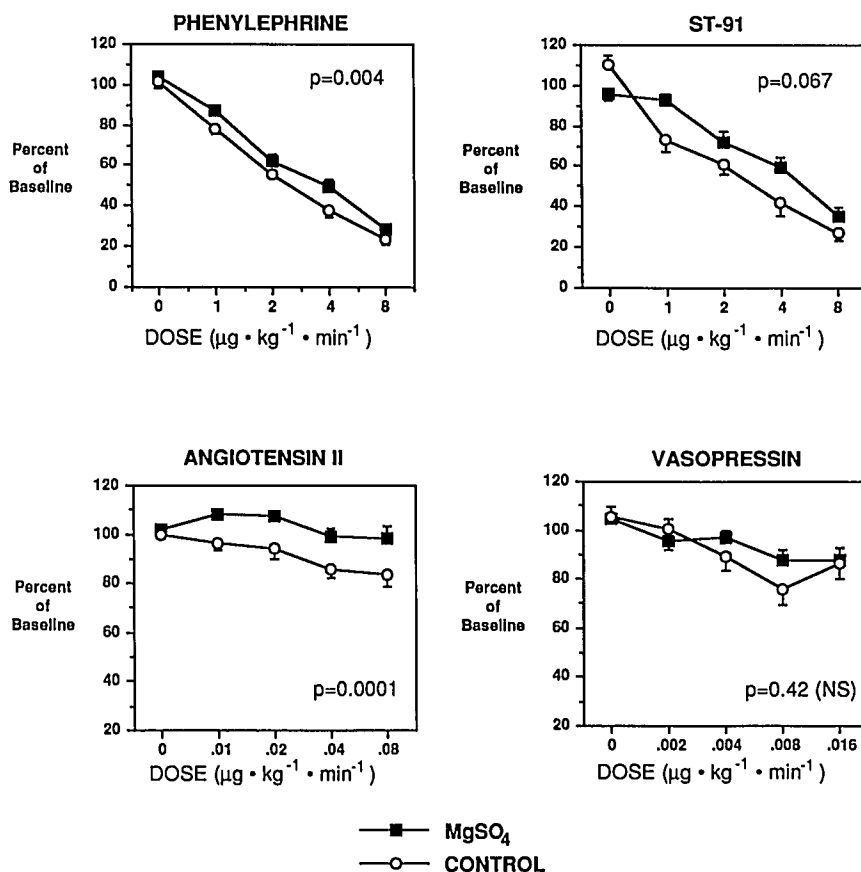 PHENYLEPHRINE
120
100
80
60
40
20
0
Percent
of
Baseline
p=0.004
0 1 2 4 8
DOSE (µg • kg⁻¹ • min⁻¹ )
ST-91
120
100
80
60
40
20
0
Percent
of
Baseline
p=0.067
0 1 2 4 8
DOSE (µg • kg⁻¹ • min⁻¹ )
ANGIOTENSIN II
120
100
80
60
40
20
Percent
of
Baseline
p=0.0001
0 .01 .02 .04 .08
DOSE (µg • kg⁻¹ • min⁻¹ )
VASOPRESSIN
120
100
80
60
40
20
Percent
of
Baseline
p=0.42 (NS)
0 .002 .004 .008 .016
DOSE (µg • kg⁻¹ • min⁻¹ )
MgSO₄
CONTROL